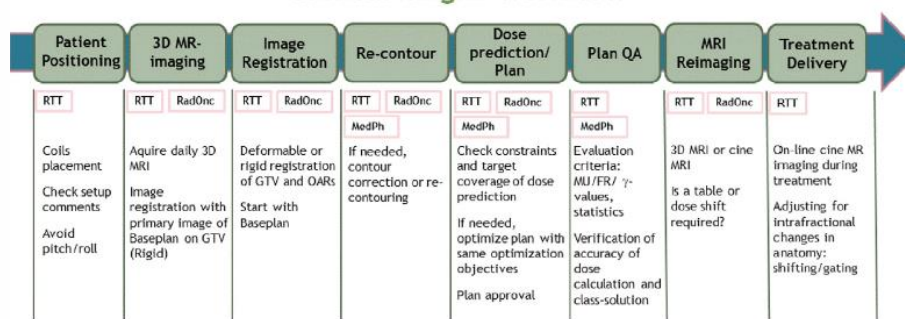 Patient
Positioning
3D MR-
imaging
Image
Registration
Re-contour
Dose
prediction/
Plan
Plan QA
MRI
Reimaging
Treatment
Delivery
RTT
Coils
placement
Check setup
comments
Avoid
pitch/roll
RTT RadOnc
Aquire daily 3D
MRI
Image
registration with
primary image of
Baseplan on GTV
(Rigid)
RTT RadOnc
Deformable or
rigid registration
of GTV and OARs
Start with
Baseplan
RTT RadOnc
MedPh
If needed,
contour
correction or re-
contouring
RTT RadOnc
MedPh
Check constraints
and target
coverage of dose
prediction
If needed,
optimize plan with
same optimization
objectives
Plan approval
RTT
MedPh
Evaluation
criteria:
MU/FR/ γ-
values,
statistics
Verification of
accuracy of
dose
calculation and
class-solution
RTT RadOnc
3D MRI or cine
MRI
Is a table or
dose shift
required?
RTT
On-line cine MR
imaging during
treatment
Adjusting for
intrafractional
changes in
anatomy:
shifting/gating